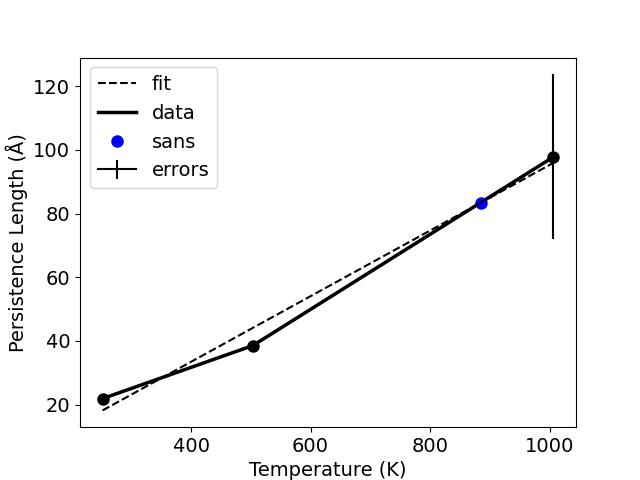 fit
data
sans
errors
120
100
80
60
40
20
Persistence Length (Å)
400 600 800 1000
Temperature (K)